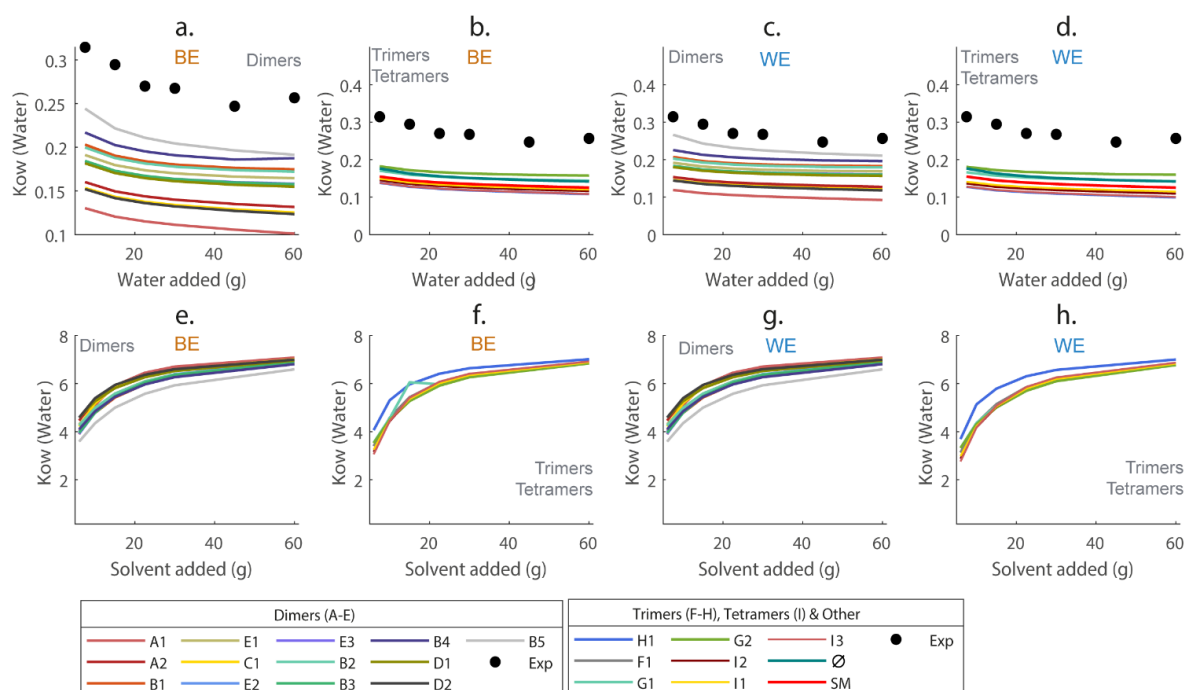 a.
b.
c.
d.
BE
Dimers
Trimers
Tetramers
BE
Dimers
WE
Trimers
Tetramers
WE
Kow (Water)
0.3
0.25
0.2
0.15
0.1
20
40
60
Water added (g)
Kow (Water)
0.4
0.3
0.2
0.1
0
20
40
60
Water added (g)
Kow (Water)
0.4
0.3
0.2
0.1
0
20
40
60
Water added (g)
Kow (Water)
0.4
0.3
0.2
0.1
0
20
40
60
Water added (g)
e.
f.
g.
h.
Dimers
BE
BE
Trimers
Tetramers
Dimers
WE
WE
Trimers
Tetramers
Kow (Water)
8
6
4
2
20
40
60
Solvent added (g)
Kow (Water)
8
6
4
2
20
40
60
Solvent added (g)
Kow (Water)
8
6
4
2
20
40
60
Solvent added (g)
Kow (Water)
8
6
4
2
20
40
60
Solvent added (g)
Dimers (A-E)
A1 E1 E3 B4 B5
A2 C1 B2 D1 Exp
B1 E2 B3 D2
Trimers (F-H), Tetramers (I) & Other
H1 G2 I3 Exp
F1 I2 Ø
G1 I1 SM